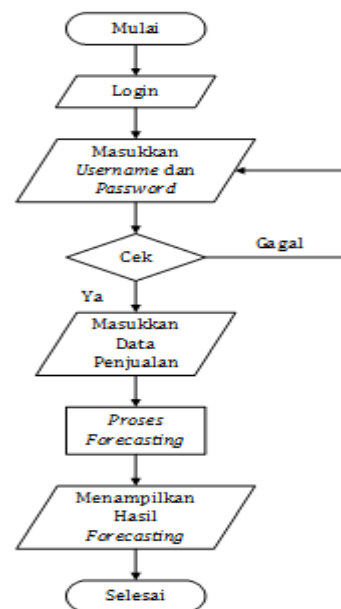 Mulai
Login
Masukkan
Username dan
Password
Cek
Gagal
Ya
Masukkan
Data
Penjualan
Proses
Forecasting
Menampilkan
Hasil
Forecasting
Selesai